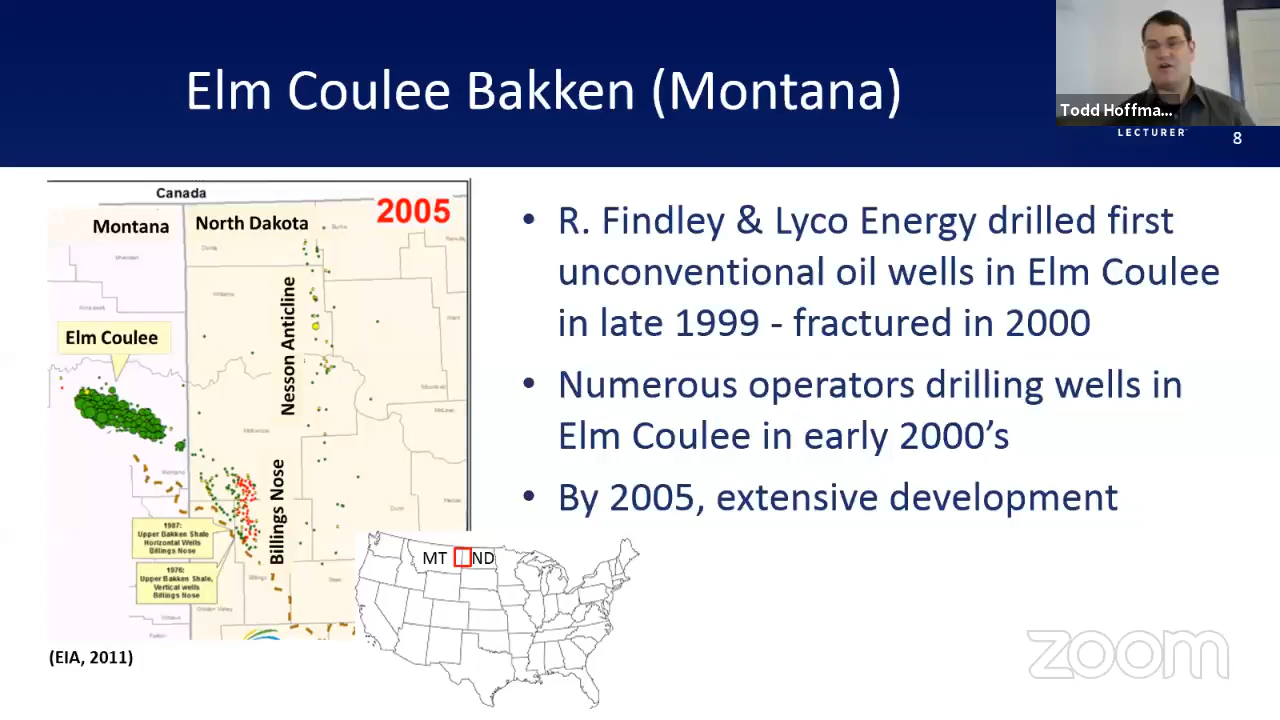 Elm Coulee Bakken (Montana)
Todd Hoffma...
LECTURER
8
Canada
Montana
North Dakota
2005
Elm Coulee
Nesson Anticline
Billings Nose
1987:
Upper Bakken Shale
Horizontal Wells
Billings Nose
1976:
Upper Bakken Shale,
Vertical wells
Billings Nose
(EIA, 2011)
MT
ND
• R. Findley & Lyco Energy drilled first
unconventional oil wells in Elm Coulee
in late 1999 - fractured in 2000
• Numerous operators drilling wells in
Elm Coulee in early 2000’s
• By 2005, extensive development
zoom